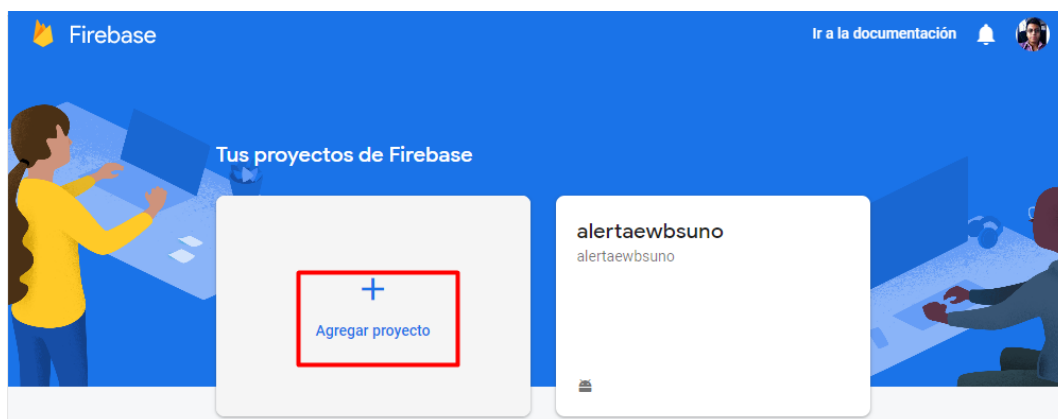 Firebase
Ir a la documentación
Tus proyectos de Firebase
Agregar proyecto
alertaewbsuno
alertaewbsuno